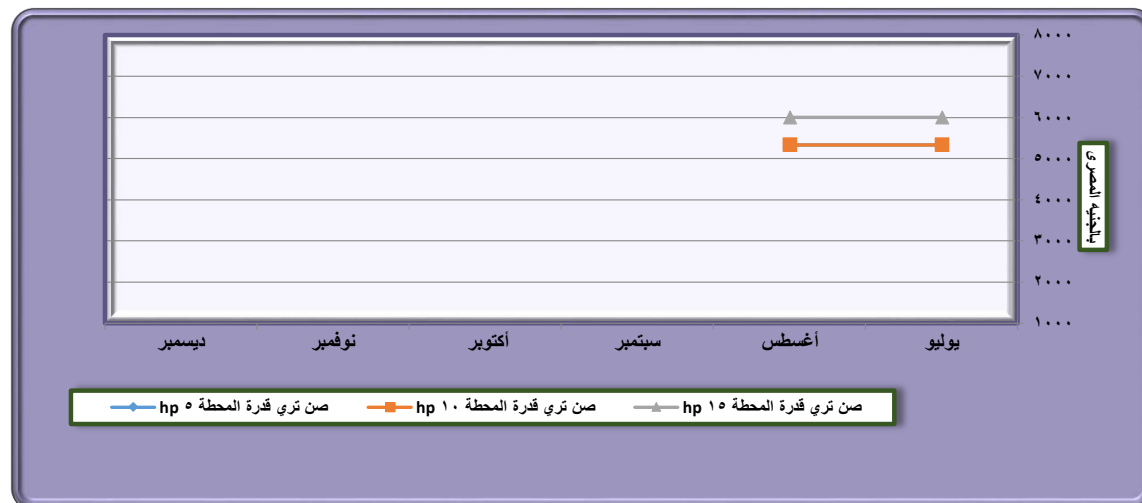 ٨٠٠٠
٧٠٠٠
٦٠٠٠
٥٠٠٠
٤٠٠٠
٣٠٠٠
٢٠٠٠
١٠٠٠
بالجنيه المصرى
يوليو
أغسطس
سبتمبر
أكتوبر
نوفمبر
ديسمبر
صن تري قدرة المحطة ١٥ hp
صن تري قدرة المحطة ١٠ hp
صن تري قدرة المحطة ٥ hp